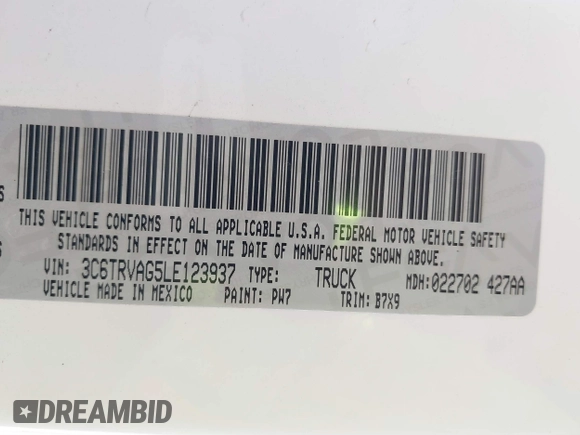 THIS VEHICLE CONFORMS TO ALL APPLICABLE U.S.A. FEDERAL MOTOR VEHICLE SAFETY
STANDARDS IN EFFECT ON THE DATE OF MANUFACTURE SHOWN ABOVE.
VIN: 3C6TRVAG5LE123937 TYPE: TRUCK MDH:022702 427AA
VEHICLE MADE IN MEXICO PAINT: PW7 TRIM: B7X9
DREAMBID